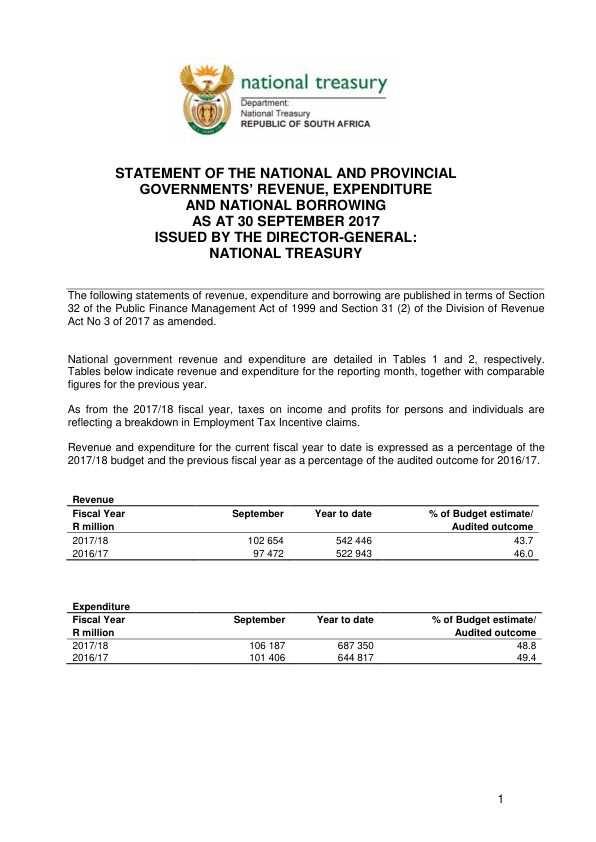 national treasury
Department:
National Treasury
REPUBLIC OF SOUTH AFRICA
STATEMENT OF THE NATIONAL AND PROVINCIAL
GOVERNMENTS' REVENUE, EXPENDITURE
AND NATIONAL BORROWING
AS AT 30 SEPTEMBER 2017
ISSUED BY THE DIRECTOR-GENERAL:
NATIONAL TREASURY
The following statements of revenue, expenditure and borrowing are published in terms of Section
32 of the Public Finance Management Act of 1999 and Section 31 (2) of the Division of Revenue
Act No 3 of 2017 as amended.
National government revenue and expenditure are detailed in Tables 1 and 2, respectively.
Tables below indicate revenue and expenditure for the reporting month, together with comparable
figures for the previous year.
As from the 2017/18 fiscal year, taxes on income and profits for persons and individuals are
reflecting a breakdown in Employment Tax Incentive claims.
Revenue and expenditure for the current fiscal year to date is expressed as a percentage of the
2017/18 budget and the previous fiscal year as a percentage of the audited outcome for 2016/17.
Revenue
Fiscal Year September Year to date % of Budget estimate/
R million Audited outcome
2017/18 102 654 542 446 43.7
2016/17 97 472 522 943 46.0
Expenditure
Fiscal Year September Year to date % of Budget estimate/
R million Audited outcome
2017/18 106 187 687 350 48.8
2016/17 101 406 644 817 49.4
1